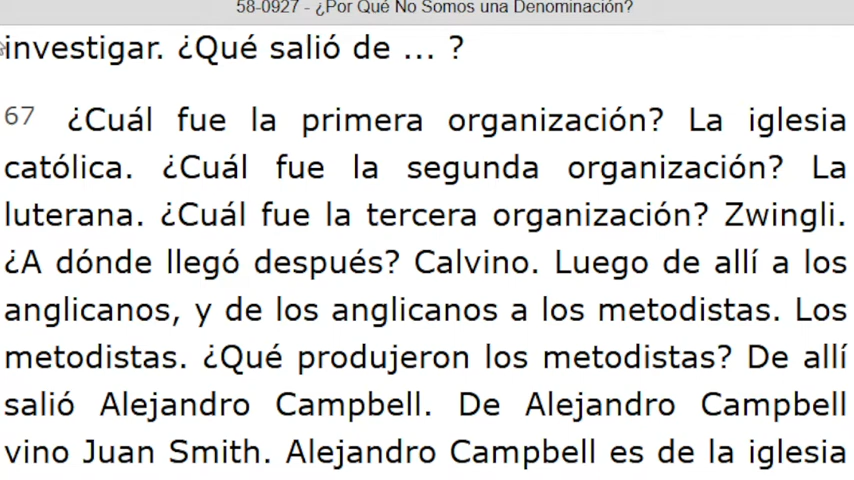 58-0927 - ¿Por Qué No Somos una Denominación?
investigar. ¿Qué salió de ... ?
67 ¿Cuál fue la primera organización? La iglesia
católica. ¿Cuál fue la segunda organización? La
luterana. ¿Cuál fue la tercera organización? Zwingli.
¿A dónde llegó después? Calvino. Luego de allí a los
anglicanos, y de los anglicanos a los metodistas. Los
metodistas. ¿Qué produjeron los metodistas? De allí
salió Alejandro Campbell. De Alejandro Campbell
vino Juan Smith. Alejandro Campbell es de la iglesia